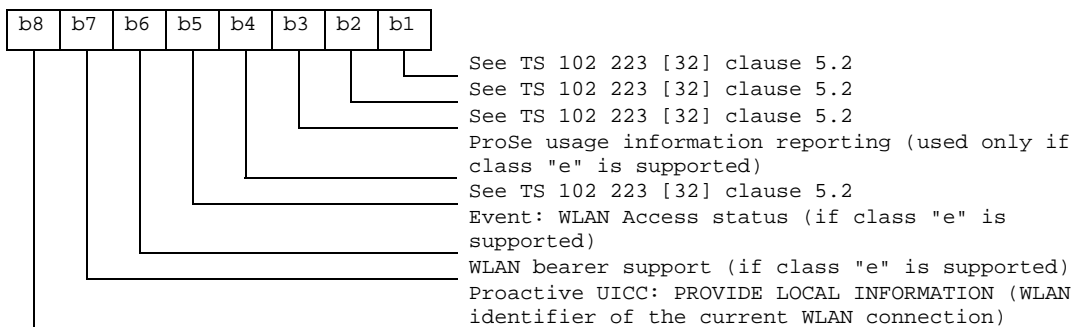 b8 b7 b6 b5 b4 b3 b2 b1
See TS 102 223 [32] clause 5.2
See TS 102 223 [32] clause 5.2
See TS 102 223 [32] clause 5.2
ProSe usage information reporting (used only if
class "e" is supported)
See TS 102 223 [32] clause 5.2
Event: WLAN Access status (if class "e" is
supported)
WLAN bearer support (if class "e" is supported)
Proactive UICC: PROVIDE LOCAL INFORMATION (WLAN
identifier of the current WLAN connection)